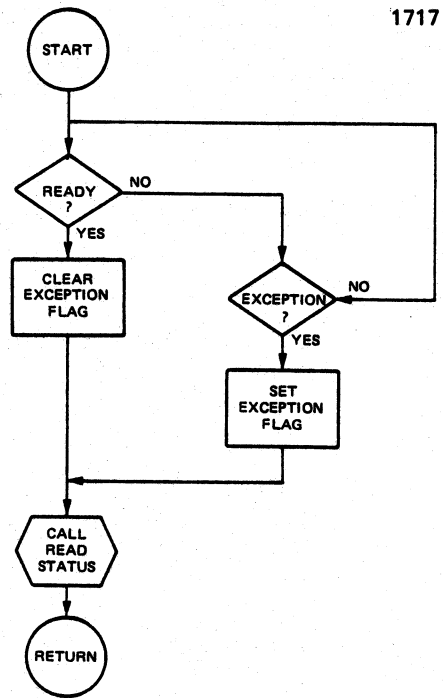 1717
START
READY
?
NO
YES
CLEAR
EXCEPTION
FLAG
EXCEPTION
?
NO
YES
SET
EXCEPTION
FLAG
CALL
READ
STATUS
RETURN